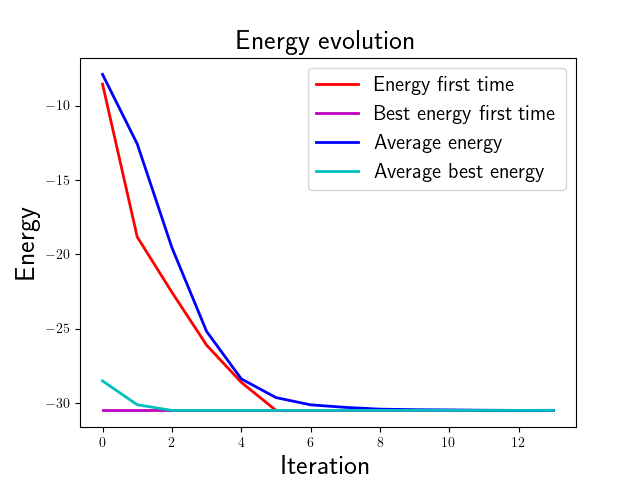 Energy evolution
Energy first time
Best energy first time
Average energy
Average best energy
Energy
−10
−15
−20
−25
−30
0 2 4 6 8 10 12
Iteration